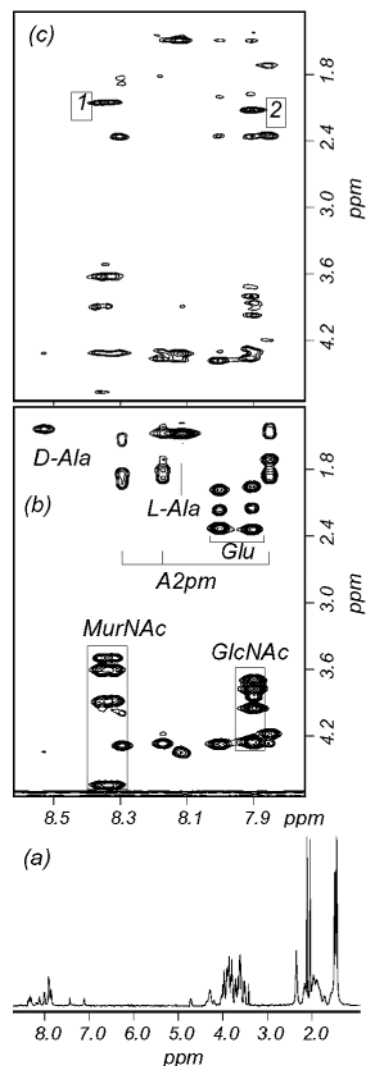 (c)
1
2
1.8
2.4
3.0
3.6
4.2
ppm
(b)
D-Ala
L-Ala
Glu
A2pm
MurNAc
GlcNAc
1.8
2.4
3.0
3.6
4.2
ppm
8.5 8.3 8.1 7.9 ppm
(a)
8.0 7.0 6.0 5.0 4.0 3.0 2.0
ppm